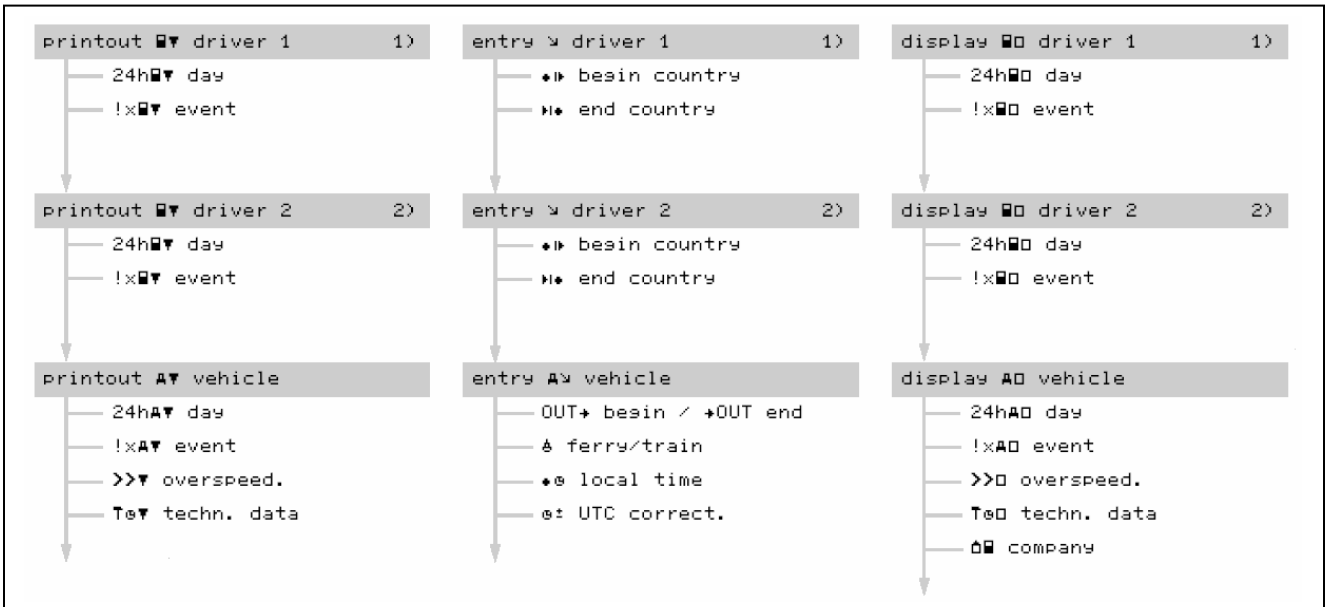 printout driver 1 1)
24h day
!x event
printout driver 2 2)
24h day
!x event
printout vehicle
24h day
!x event
>> overspeed.
techn. data
entry driver 1 1)
begin country
end country
entry driver 2 2)
begin country
end country
entry vehicle
OUT→ begin / →OUT end
ferry/train
local time
UTC correct.
display driver 1 1)
24h day
!x event
display driver 2 2)
24h day
!x event
display vehicle
24h day
!x event
>> overspeed.
techn. data
company